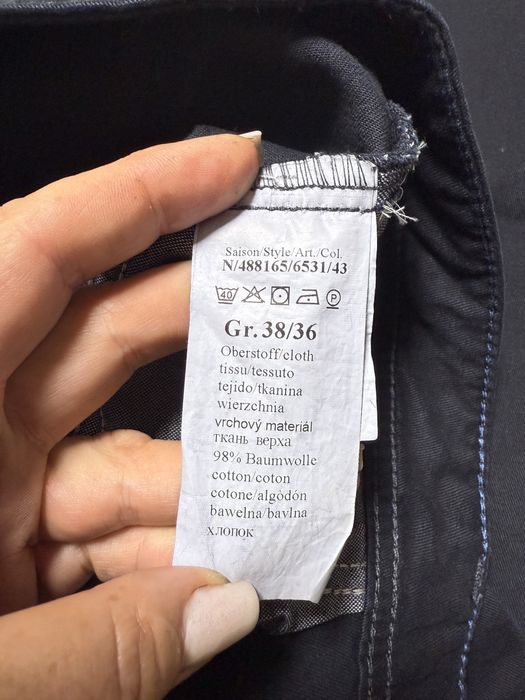 Saison/Style/Art./Col.
N/488165/6531/43
40 P
Gr. 38/36
Oberstoff/cloth
tissu/tessuto
tejido/tkanina
wierzchnia
vrchový materiál
ткань верха
98% Baumwolle
cotton/coton
cotone/algodón
bawelna/bavlna
хлопок